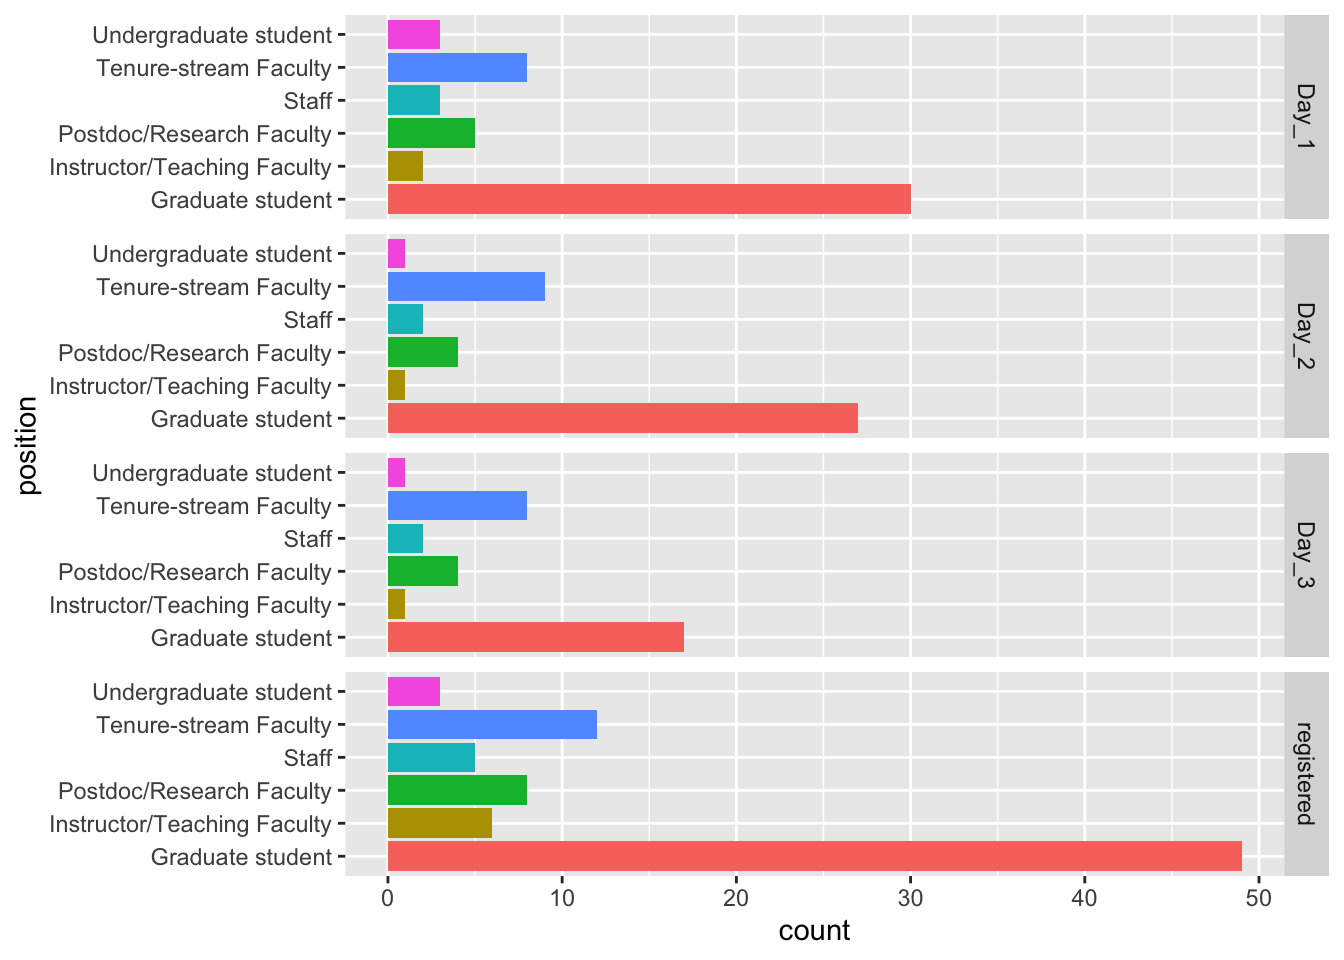 Undergraduate student
Tenure-stream Faculty
Staff
Postdoc/Research Faculty
Instructor/Teaching Faculty
Graduate student
Day_1
Undergraduate student
Tenure-stream Faculty
Staff
Postdoc/Research Faculty
Instructor/Teaching Faculty
Graduate student
Day_2
position
Undergraduate student
Tenure-stream Faculty
Staff
Postdoc/Research Faculty
Instructor/Teaching Faculty
Graduate student
Day_3
Undergraduate student
Tenure-stream Faculty
Staff
Postdoc/Research Faculty
Instructor/Teaching Faculty
Graduate student
registered
0 10 20 30 40 50
count